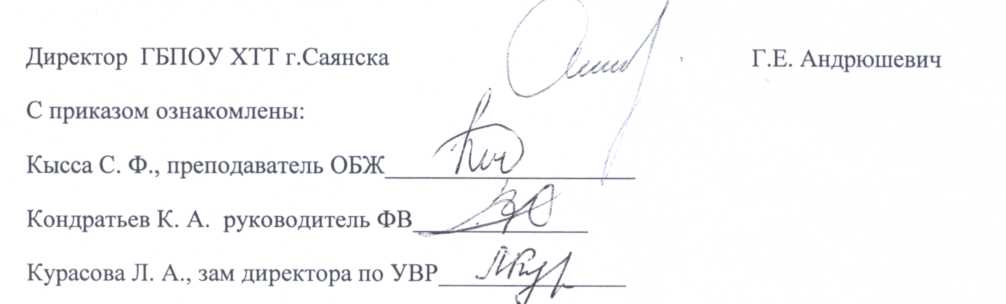 Директор ГБПОУ ХТТ г.Саянска Г.Е. Андрюшевич
С приказом ознакомлены:
Кысса С. Ф., преподаватель ОБЖ
Кондратьев К. А. руководитель ФВ
Курасова Л. А., зам директора по УВР